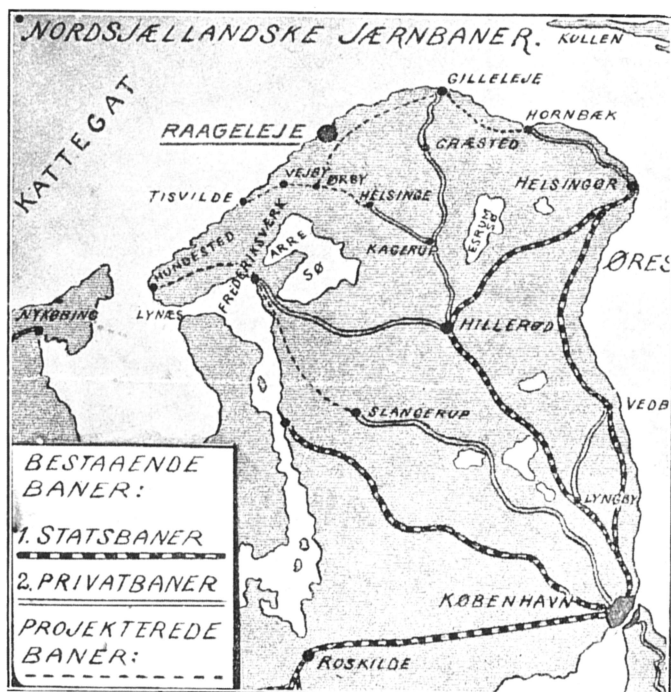 NORDSJÆLLANDSKE JÆRNBANER.
KULLEN
KATTEGAT
GILLELEJE
HORNBÆK
RAAGELEJE
GRÆSTED
VEJBY
ØRBY
HELSINGØR
TISVILDE
HELSINGE
ESRUM
SØ
KAGERUP
HUNDESTED
FREDERIKSVÆRK
ARRE
SØ
ØRES
LYNÆS
NYKØBING
HILLERØD
SLANGERUP
VEDB
LYNGBY
KØBENHAVN
ROSKILDE
BESTAAENDE
BANER:
1. STATSBANER
2. PRIVATBANER
PROJEKTEREDE
BANER: